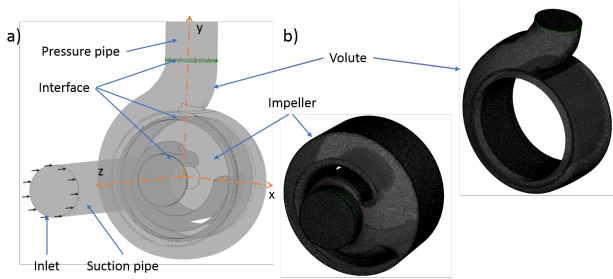 a)
y
b)
Pressure pipe
Volute
Interface
Impeller
z
x
Inlet
Suction pipe